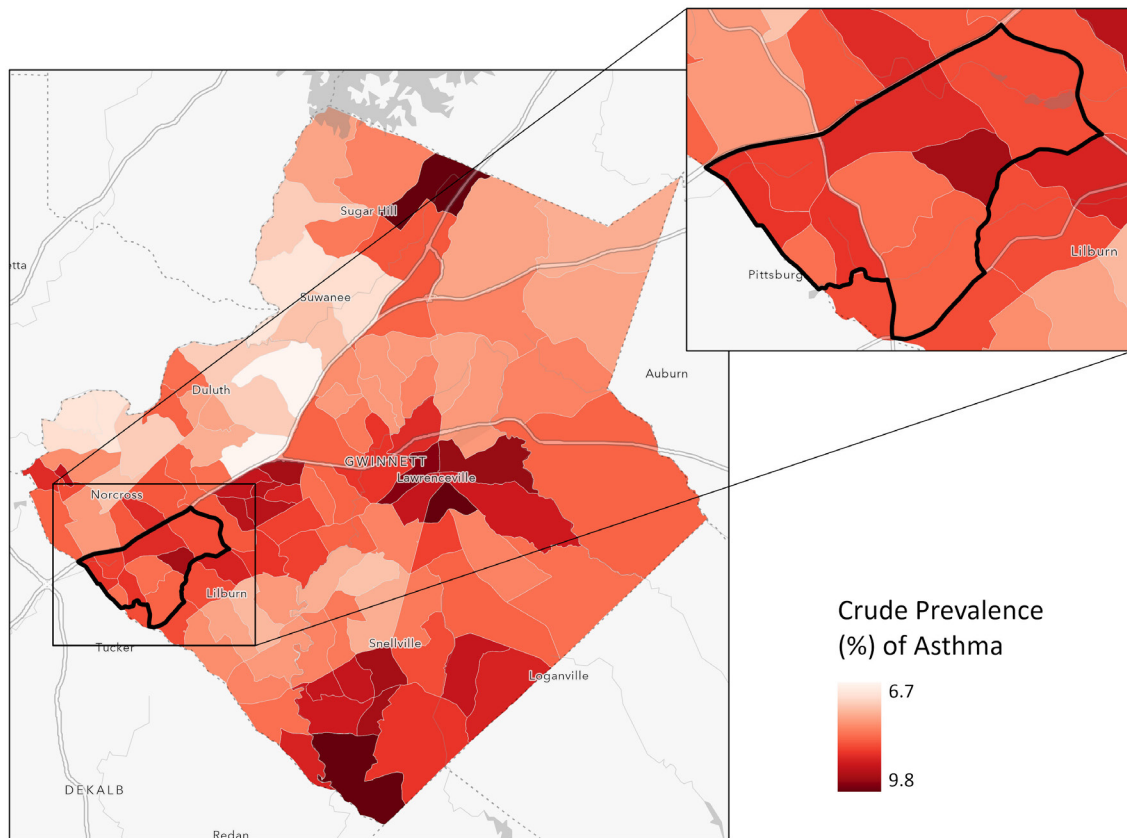 Pittsburg
Lilburn
etta
Sugar Hill
Suwanee
Duluth
Auburn
GWINNETT
Lawrenceville
Norcross
Lilburn
Tucker
Snellville
Loganville
DEKALB
Redan
Crude Prevalence
(%) of Asthma
6.7
9.8